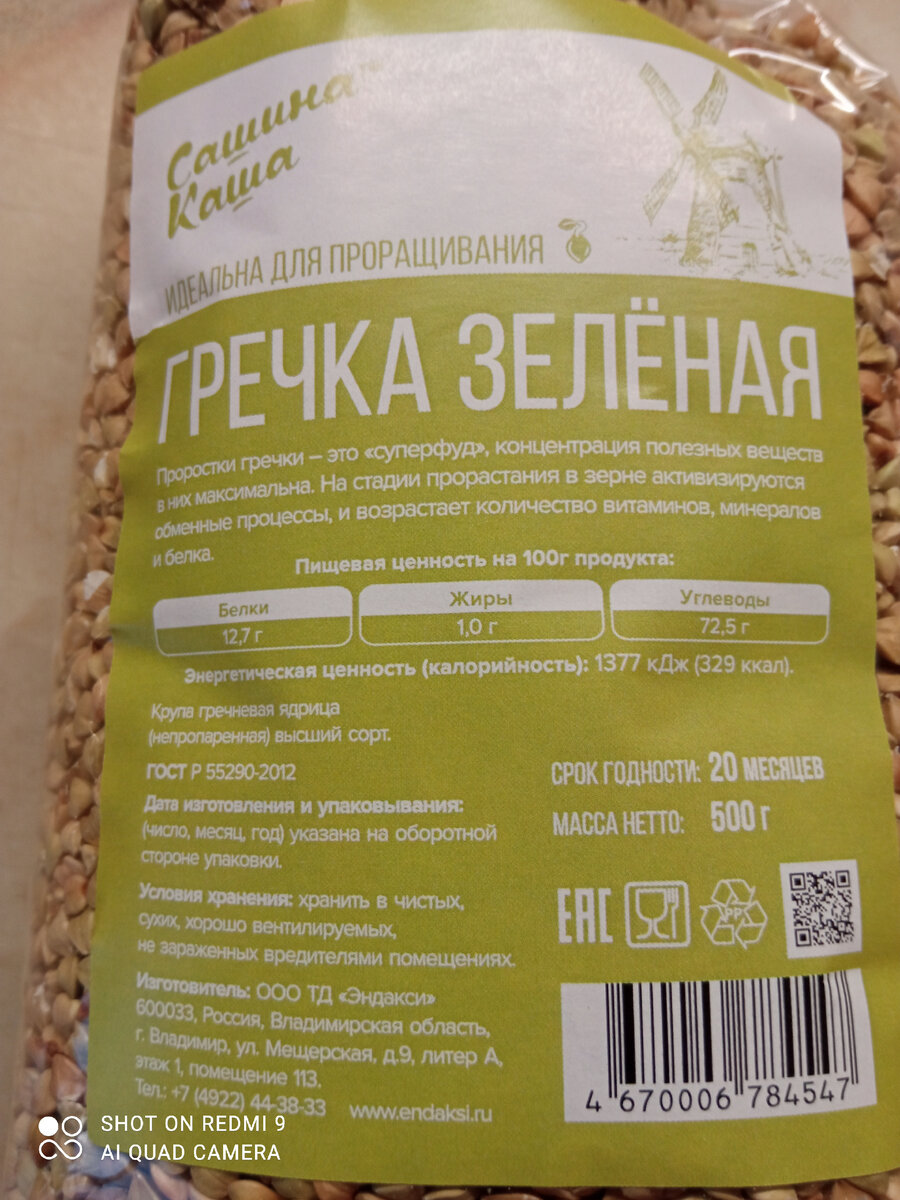 Сашина™
Каша
ИДЕАЛЬНА ДЛЯ ПРОРАЩИВАНИЯ
ГРЕЧКА ЗЕЛЁНАЯ
Проростки гречки – это «суперфуд», концентрация полезных веществ
в них максимальна. На стадии прорастания в зерне активизируются
обменные процессы, и возрастает количество витаминов, минералов
и белка.
Пищевая ценность на 100г продукта:
Белки Жиры Углеводы
12,7 г 1,0 г 72,5 г
Энергетическая ценность (калорийность): 1377 кДж (329 ккал).
Крупа гречневая ядрица
(непропаренная) высший сорт.
ГОСТ Р 55290-2012
Дата изготовления и упаковывания:
(число, месяц, год) указана на оборотной
стороне упаковки.
СРОК ГОДНОСТИ: 20 МЕСЯЦЕВ
МАССА НЕТТО: 500 г
Условия хранения: хранить в чистых,
сухих, хорошо вентилируемых,
не зараженных вредителями помещениях.
EAC
PP
Изготовитель: ООО ТД «Эндакси»
600033, Россия, Владимирская область,
г. Владимир, ул. Мещерская, д.9, литер А,
этаж 1, помещение 113.
Тел.: +7 (4922) 44-38-33 www.endaksi.ru
4 670006 784547
SHOT ON REDMI 9
AI QUAD CAMERA